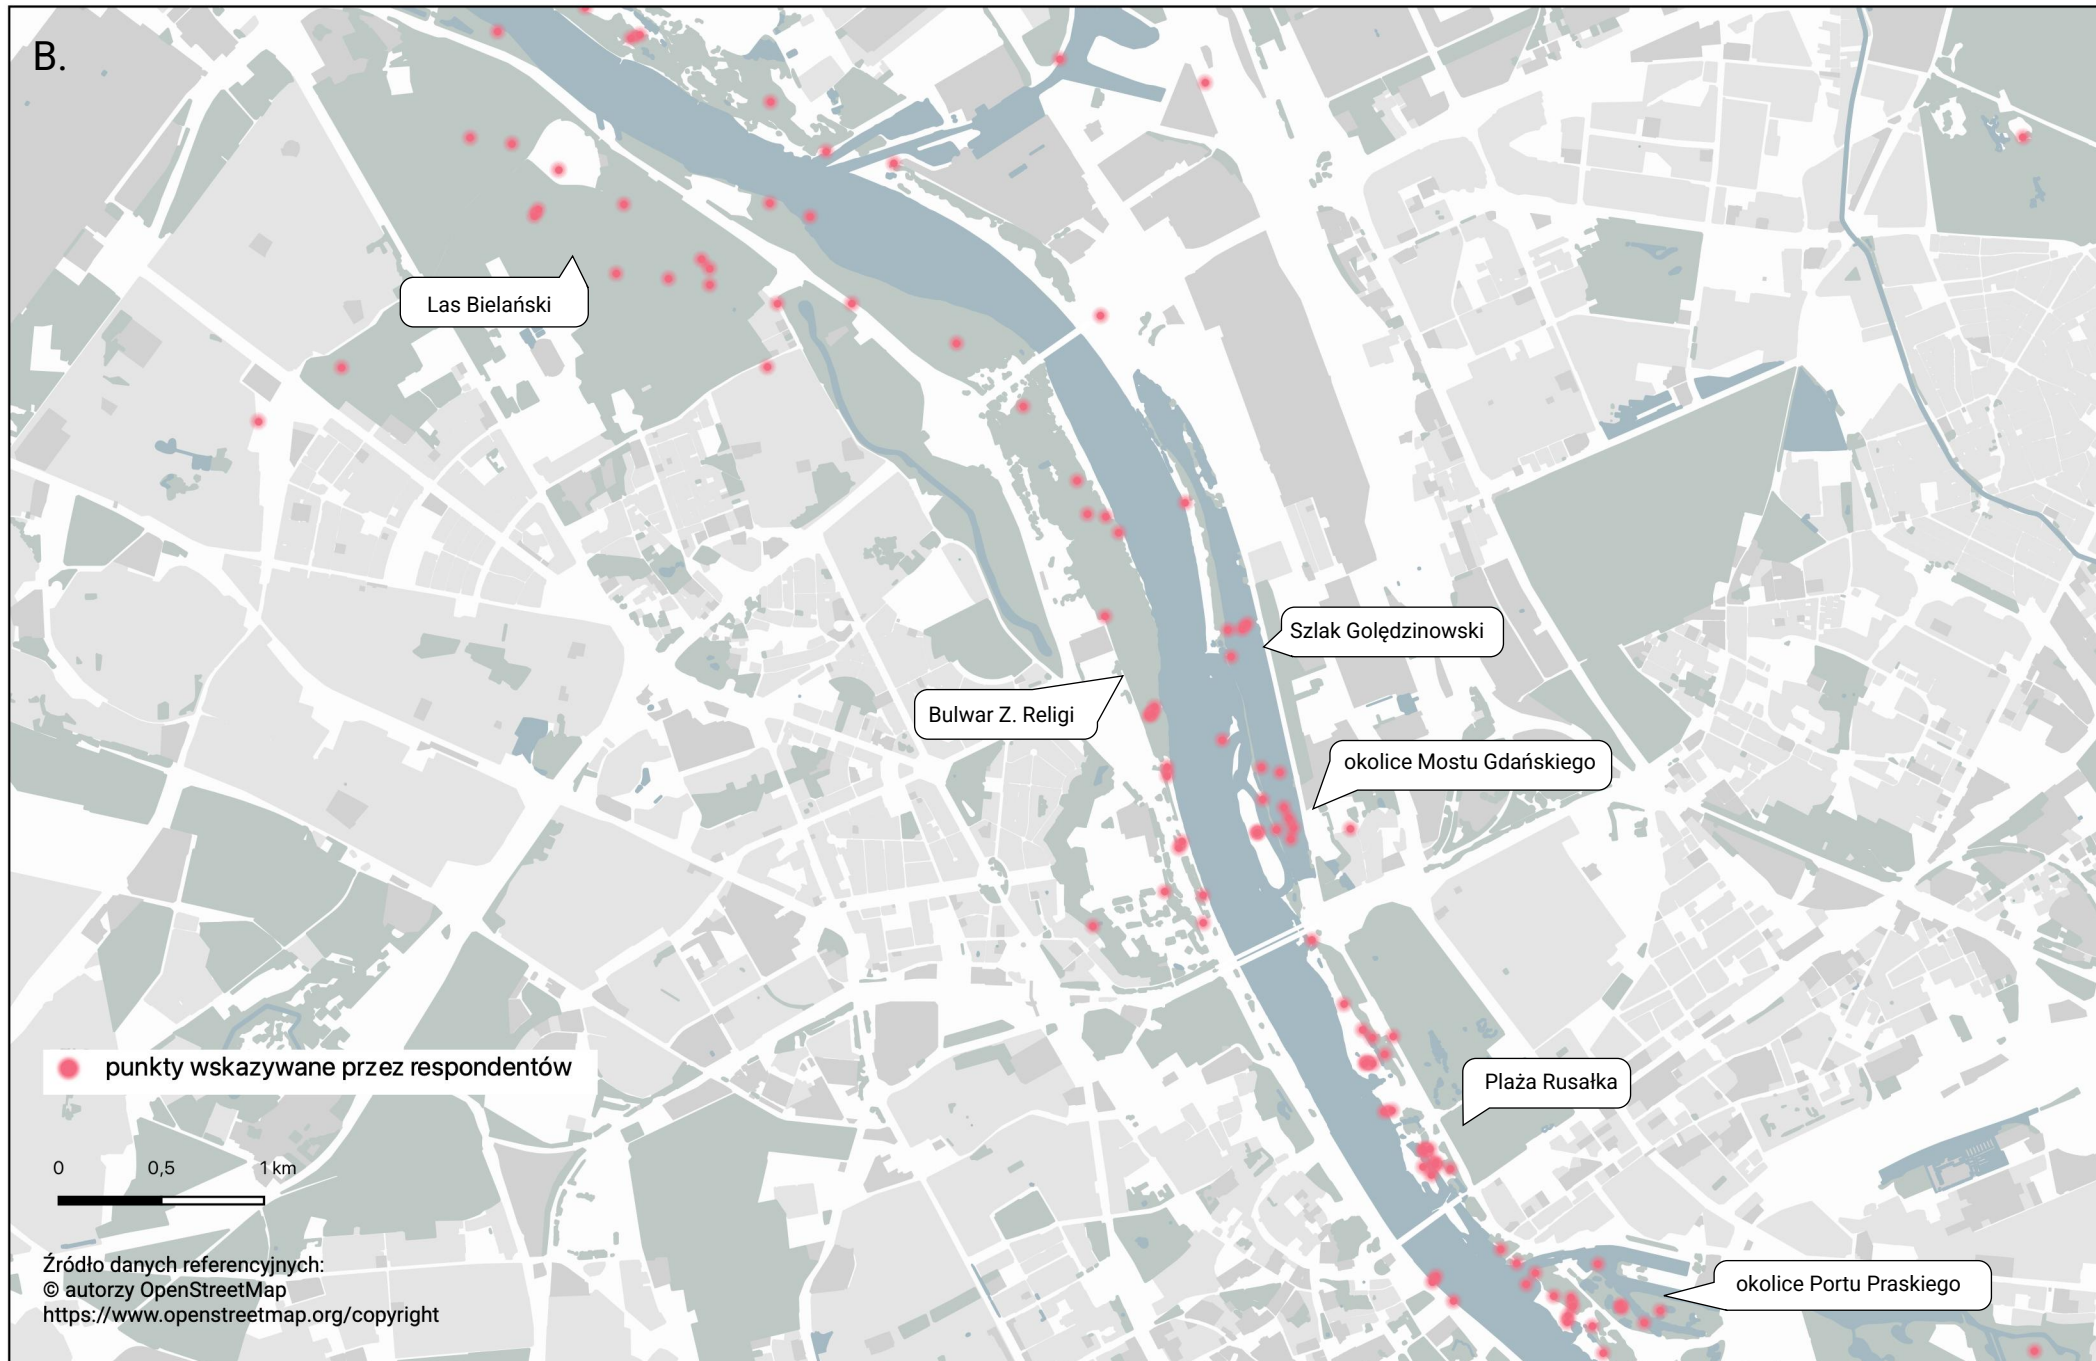 B.
Las Bielański
Szlak Golędzinowski
Bulwar Z. Religi
okolice Mostu Gdańskiego
punkty wskazywane przez respondentów
Plaża Rusałka
0 0,5 1 km
Źródło danych referencyjnych:
© autorzy OpenStreetMap
https://www.openstreetmap.org/copyright
okolice Portu Praskiego